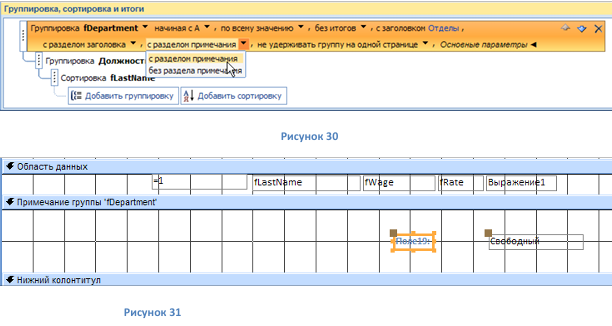 Группировка, сортировка и итоги
Группировка fDepartment начиная с А , по всему значению , без итогов , с заголовком Отделы ,
с разделом заголовка , с разделом примечания , не удерживать группу на одной странице , Основные параметры
Группировка Должност
с разделом примечания
без раздела примечания
Сортировка fLastName
Добавить группировку Добавить сортировку
Рисунок 30
Область данных
=1 fLastName fWage fRate Выражение1
Примечание группы 'fDepartment'
Поле19: Свободный
Нижний колонтитул
Рисунок 31